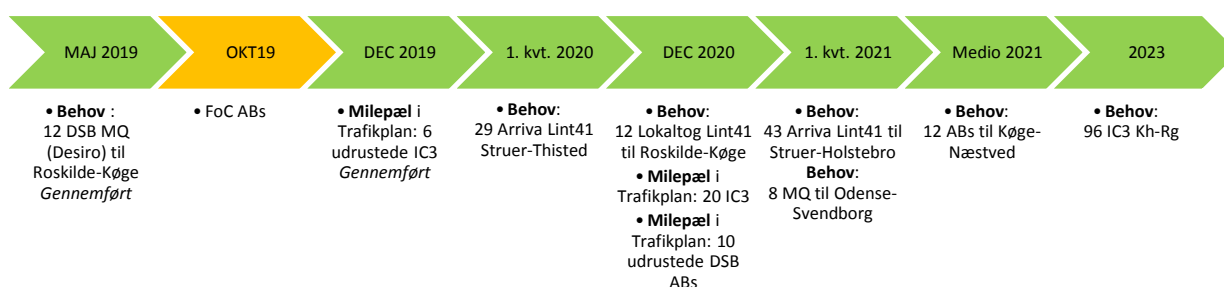 MAJ 2019
OKT19
DEC 2019
1. kvt. 2020
DEC 2020
1. kvt. 2021
Medio 2021
2023
• Behov :
12 DSB MQ
(Desiro) til
Roskilde-Køge
Gennemført
• FoC ABs
• Milepæl i
Trafikplan: 6
udrustede IC3
Gennemført
• Behov:
29 Arriva Lint41
Struer-Thisted
• Behov:
12 Lokaltog Lint41
til Roskilde-Køge
• Milepæl i
Trafikplan: 20 IC3
• Milepæl i
Trafikplan: 10
udrustede DSB
ABs
• Behov:
43 Arriva Lint41 til
Struer-Holstebro
Behov:
8 MQ til Odense-
Svendborg
• Behov:
12 ABs til Køge-
Næstved
• Behov:
96 IC3 Kh-Rg